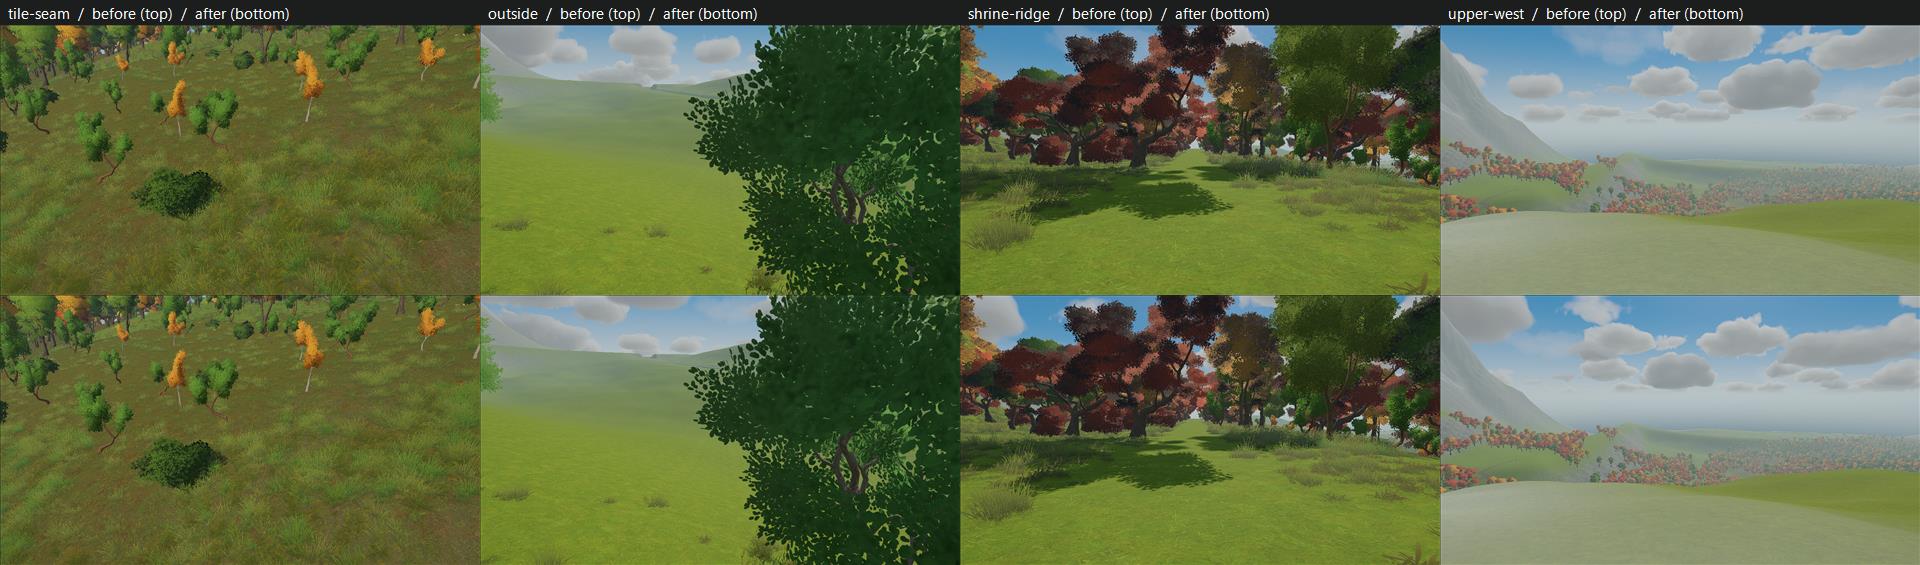 tile-seam / before (top) / after (bottom)
outside / before (top) / after (bottom)
shrine-ridge / before (top) / after (bottom)
upper-west / before (top) / after (bottom)